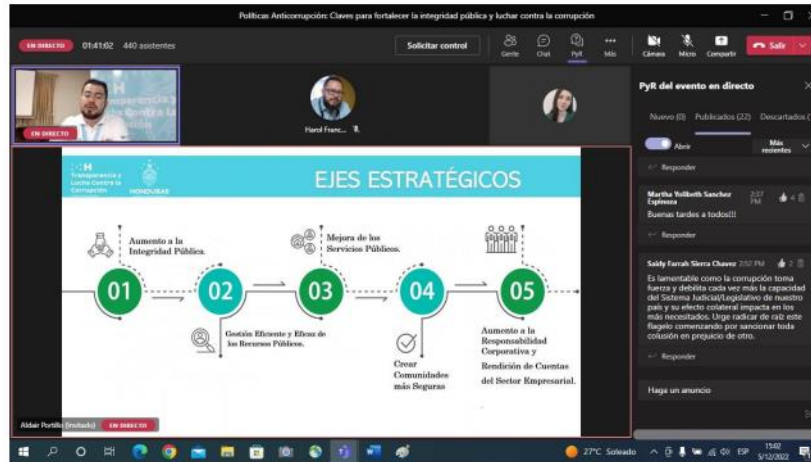 Políticas Anticorrupción: Claves para fortalecer la integridad pública y luchar contra la corrupción
EN DIRECTO 01:41:02 440 asistentes
Solicitar control
Gente Chat PyR Más Cámara Micro Compartir Salir
EN DIRECTO
Harol Franc...
H
Transparencia y
Lucha Contra la
Corrupción
HONDURAS
EJES ESTRATÉGICOS
Aumento a la
Integridad Pública.
Mejora de los
Servicios Públicos.
01 02 03 04 05
Gestión Eficiente y Eficaz de
los Recursos Públicos.
Crear
Comunidades
más Seguras
Aumento a la
Responsabilidad
Corporativa y
Rendición de Cuentas
del Sector Empresarial.
Aldair Portillo (Invitado) EN DIRECTO
PyR del evento en directo
Nuevo (0) Publicados (22) Descartados (
Abrir
Más
recientes
Responder
Martha Yolibeth Sanchez
Espinoza
2:37
PM
4
Buenas tardes a todos!!!
Responder
Saidy Farrah Sierra Chavez 2:52 PM 2
Es lamentable como la corrupción toma
fuerza y debilita cada vez más la capacidad
del Sistema Judicial/Legislativo de nuestro
país y su efecto colateral impacta en los
más necesitados. Urge radicar de raíz este
flagelo comenzando por sancionar toda
colusión en prejuicio de otro.
Responder
Haga un anuncio
27°C Soleado
ESP
15:02
5/12/2022